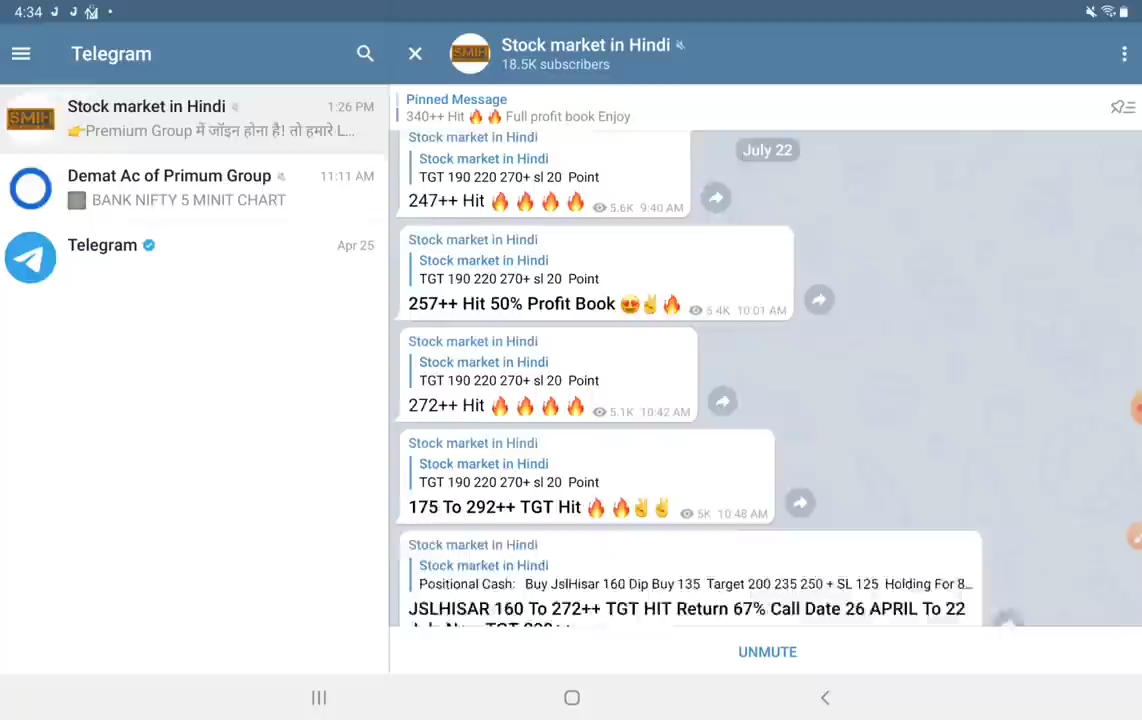 4:34
Telegram
Stock market in Hindi
1:26 PM
👉Premium Group में जॉइन होना है! तो हमारे L...
Demat Ac of Primum Group
11:11 AM
BANK NIFTY 5 MINIT CHART
Telegram
Apr 25
SMIH
Stock market in Hindi
18.5K subscribers
Pinned Message
340++ Hit 🔥 🔥 Full profit book Enjoy
July 22
Stock market in Hindi
Stock market in Hindi
TGT 190 220 270+ sl 20 Point
247++ Hit 🔥 🔥 🔥 🔥 5.6K 9:40 AM
Stock market in Hindi
Stock market in Hindi
TGT 190 220 270+ sl 20 Point
257++ Hit 50% Profit Book 😍✌️🔥 5.4K 10:01 AM
Stock market in Hindi
Stock market in Hindi
TGT 190 220 270+ sl 20 Point
272++ Hit 🔥 🔥 🔥 🔥 5.1K 10:42 AM
Stock market in Hindi
Stock market in Hindi
TGT 190 220 270+ sl 20 Point
175 To 292++ TGT Hit 🔥 🔥✌️✌️ 5K 10:48 AM
Stock market in Hindi
Stock market in Hindi
Positional Cash: Buy JslHisar 160 Dip Buy 135 Target 200 235 250 + SL 125 Holding For 8...
JSLHISAR 160 To 272++ TGT HIT Return 67% Call Date 26 APRIL To 22
UNMUTE